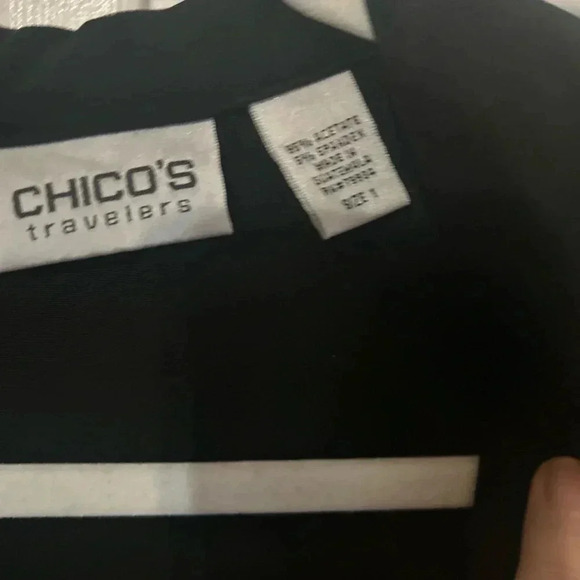 CHICO'S
travelers
95% ACETATE
5% SPANDEX
MADE IN
GUATEMALA
SIZE 1